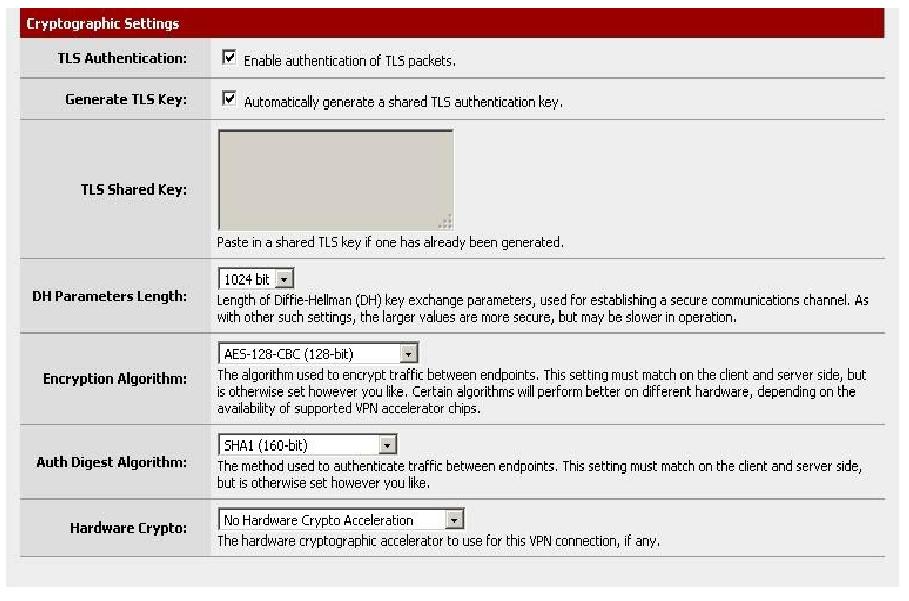 Cryptographic Settings
TLS Authentication:
Enable authentication of TLS packets.
Generate TLS Key:
Automatically generate a shared TLS authentication key.
TLS Shared Key:
Paste in a shared TLS key if one has already been generated.
DH Parameters Length:
1024 bit
Length of Diffie-Hellman (DH) key exchange parameters, used for establishing a secure communications channel. As
with other such settings, the larger values are more secure, but may be slower in operation.
Encryption Algorithm:
AES-128-CBC (128-bit)
The algorithm used to encrypt traffic between endpoints. This setting must match on the client and server side, but
is otherwise set however you like. Certain algorithms will perform better on different hardware, depending on the
availability of supported VPN accelerator chips.
Auth Digest Algorithm:
SHA1 (160-bit)
The method used to authenticate traffic between endpoints. This setting must match on the client and server side,
but is otherwise set however you like.
Hardware Crypto:
No Hardware Crypto Acceleration
The hardware cryptographic accelerator to use for this VPN connection, if any.